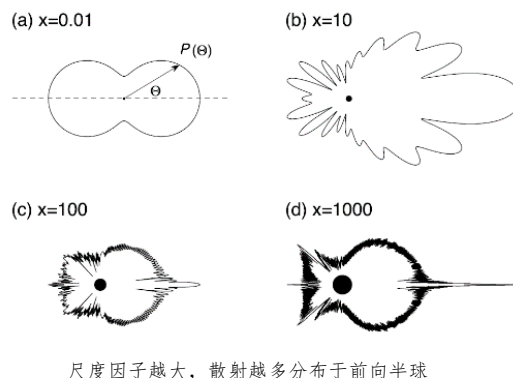 (a) x=0.01
P(Θ)
Θ
(b) x=10
(c) x=100
(d) x=1000
尺度因子越大，散射越多分布于前向半球